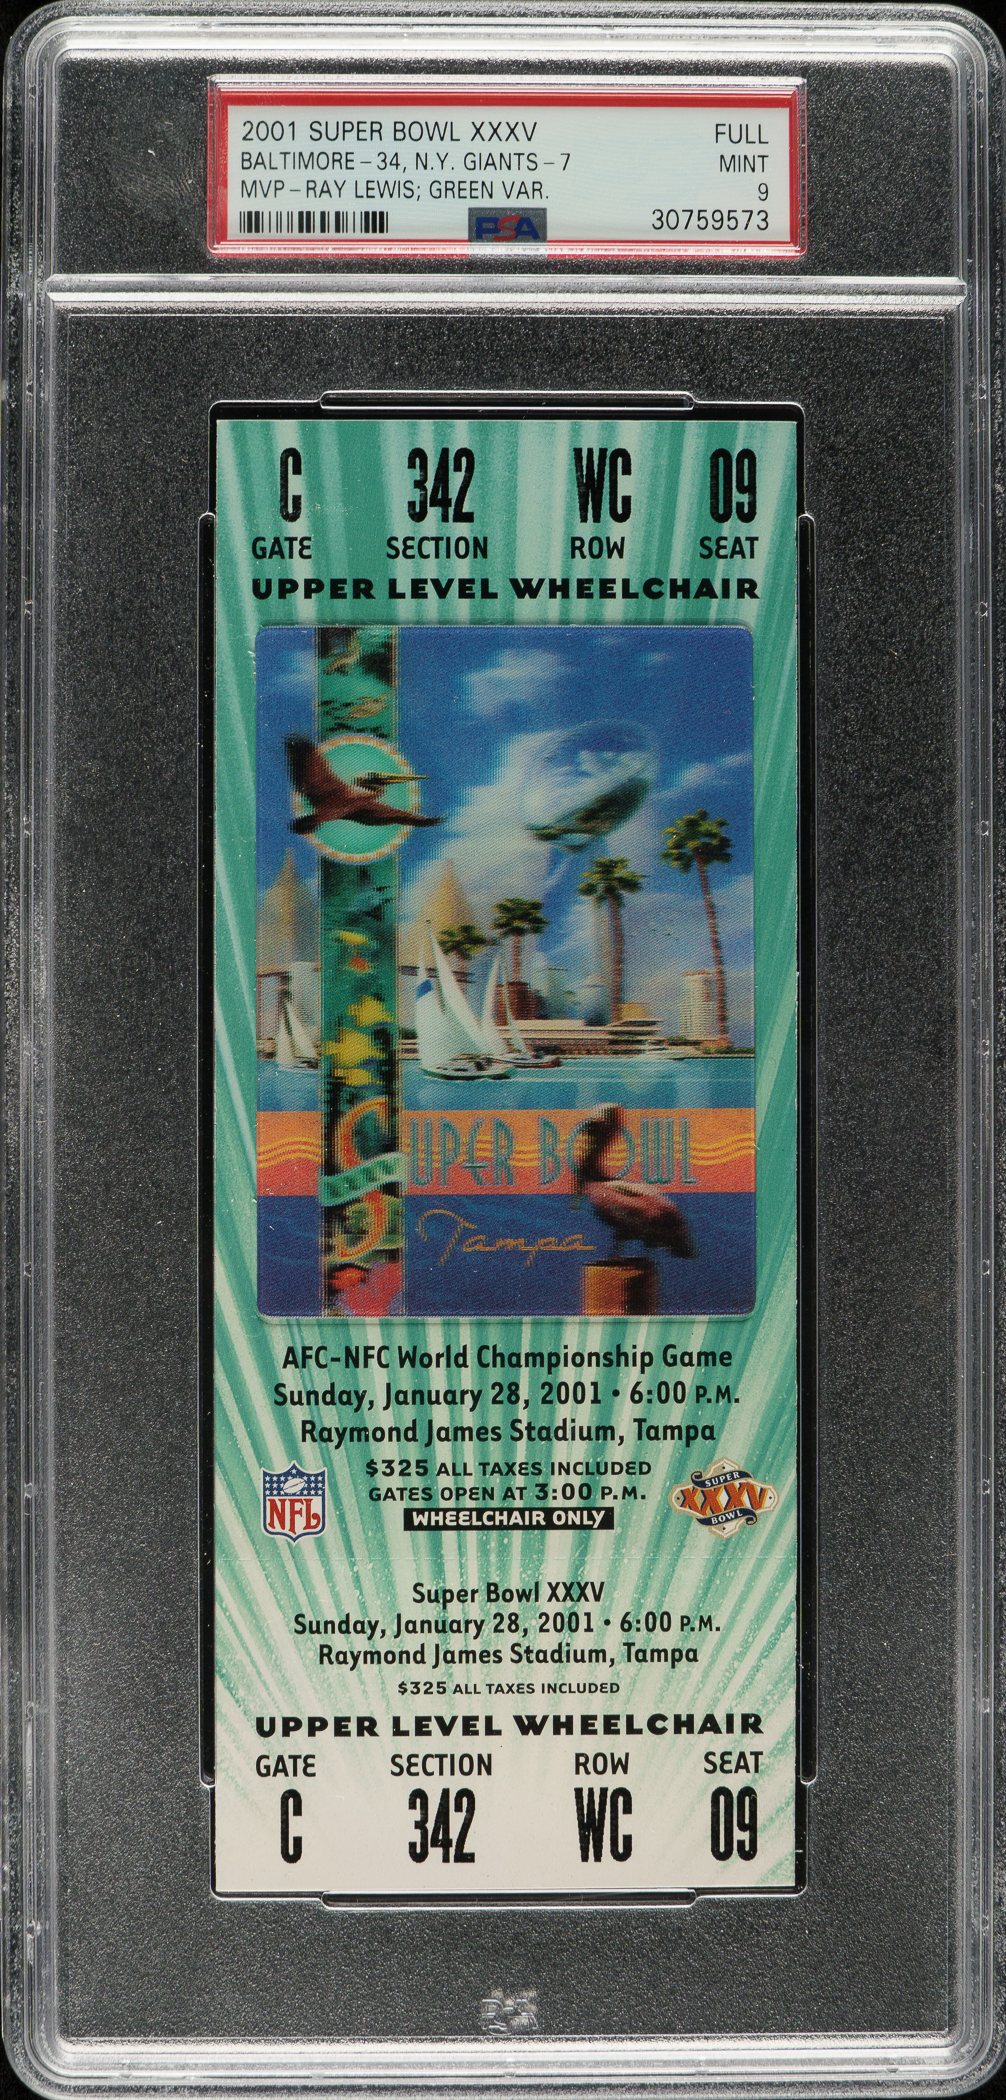 2001 SUPER BOWL XXXV FULL
BALTIMORE-34, N.Y. GIANTS-7 MINT
MVP-RAY LEWIS; GREEN VAR. 9
PSA 30759573
C 342 WC 09
GATE SECTION ROW SEAT
UPPER LEVEL WHEELCHAIR
SUPER BOWL
Tampa
AFC-NFC World Championship Game
Sunday, January 28, 2001 • 6:00 P.M.
Raymond James Stadium, Tampa
$325 ALL TAXES INCLUDED
GATES OPEN AT 3:00 P.M.
WHEELCHAIR ONLY
NFL
SUPER
XXXV
BOWL
Super Bowl XXXV
Sunday, January 28, 2001 • 6:00 P.M.
Raymond James Stadium, Tampa
$325 ALL TAXES INCLUDED
UPPER LEVEL WHEELCHAIR
GATE SECTION ROW SEAT
C 342 WC 09